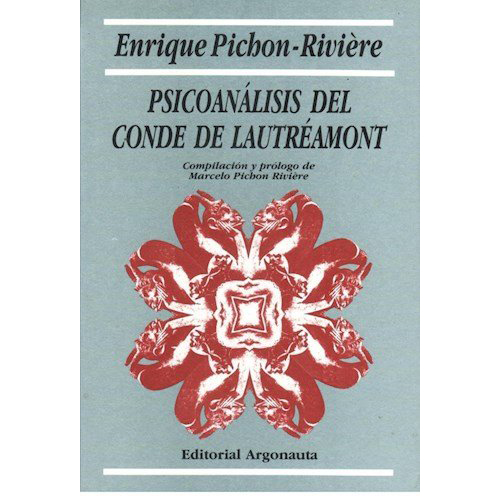 Enrique Pichon-Rivière
PSICOANÁLISIS DEL
CONDE DE LAUTRÉAMONT
Compilación y prólogo de
Marcelo Pichon Rivière
Editorial Argonauta